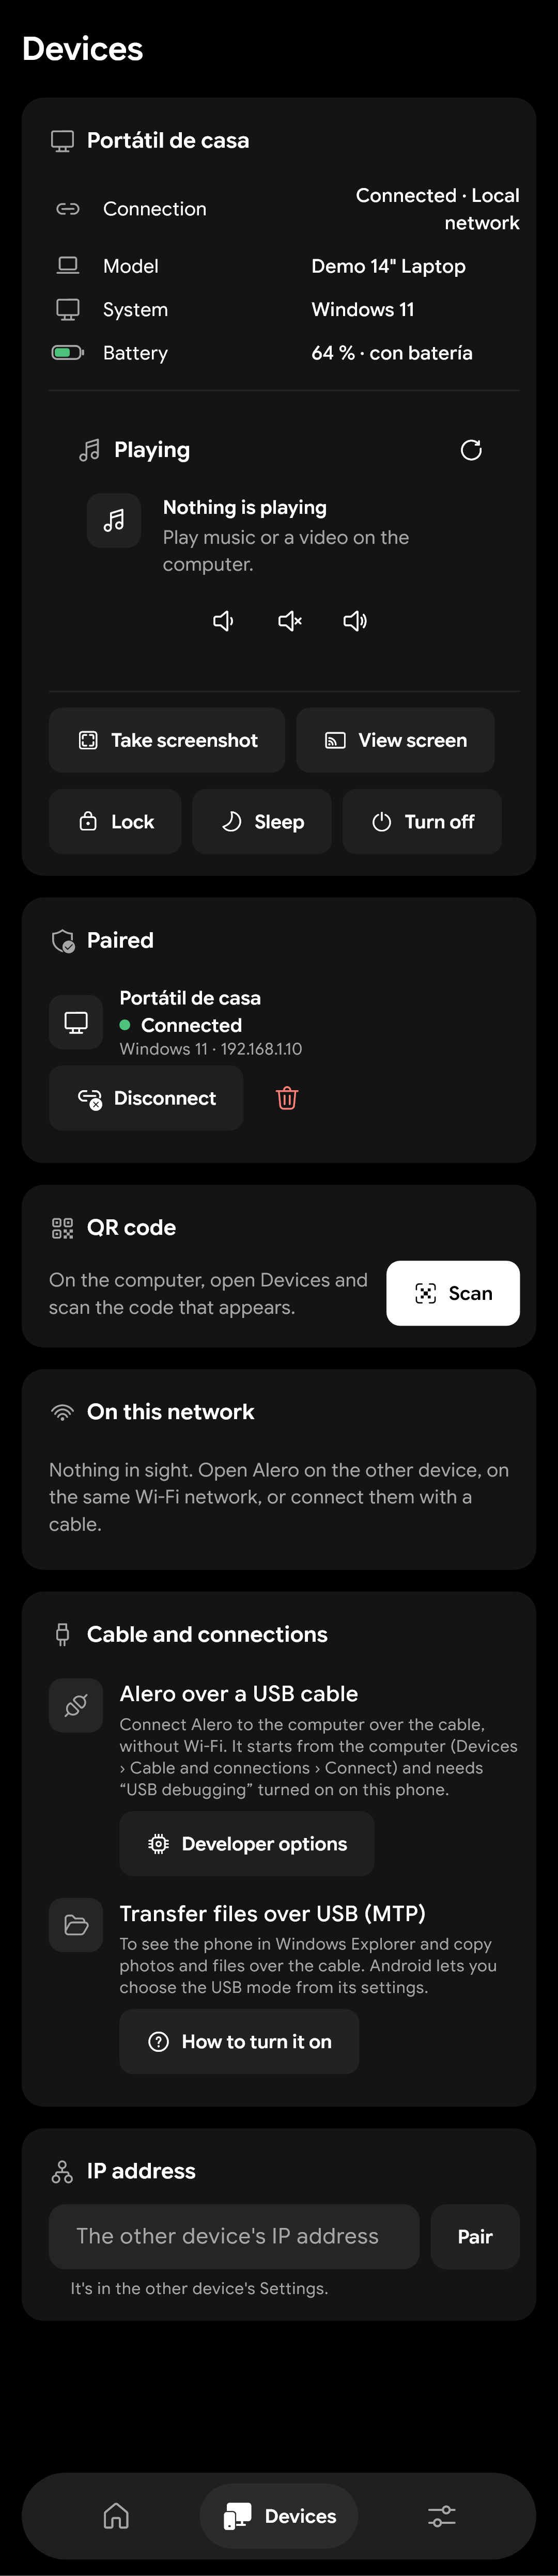 Devices
Portátil de casa
Connection
Connected · Local
network
Model
Demo 14" Laptop
System
Windows 11
Battery
64 % · con batería
Playing
Nothing is playing
Play music or a video on the
computer.
Take screenshot
View screen
Lock
Sleep
Turn off
Paired
Portátil de casa
Connected
Windows 11 · 192.168.1.10
Disconnect
QR code
On the computer, open Devices and
scan the code that appears.
Scan
On this network
Nothing in sight. Open Alero on the other device, on
the same Wi-Fi network, or connect them with a
cable.
Cable and connections
Alero over a USB cable
Connect Alero to the computer over the cable,
without Wi-Fi. It starts from the computer (Devices
› Cable and connections › Connect) and needs
“USB debugging” turned on on this phone.
Developer options
Transfer files over USB (MTP)
To see the phone in Windows Explorer and copy
photos and files over the cable. Android lets you
choose the USB mode from its settings.
How to turn it on
IP address
The other device's IP address
Pair
It's in the other device's Settings.
Devices